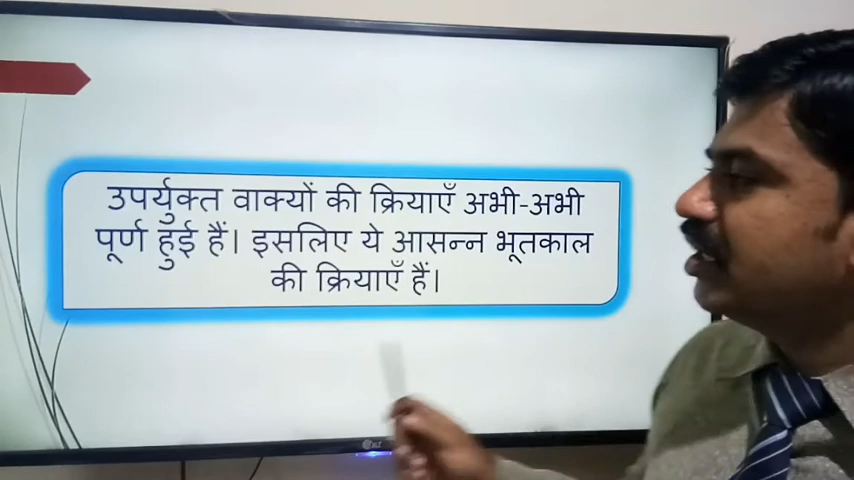 उपर्युक्त वाक्यों की क्रियाएँ अभी-अभी
पूर्ण हुई हैं। इसलिए ये आसन्न भूतकाल
की क्रियाएँ हैं।